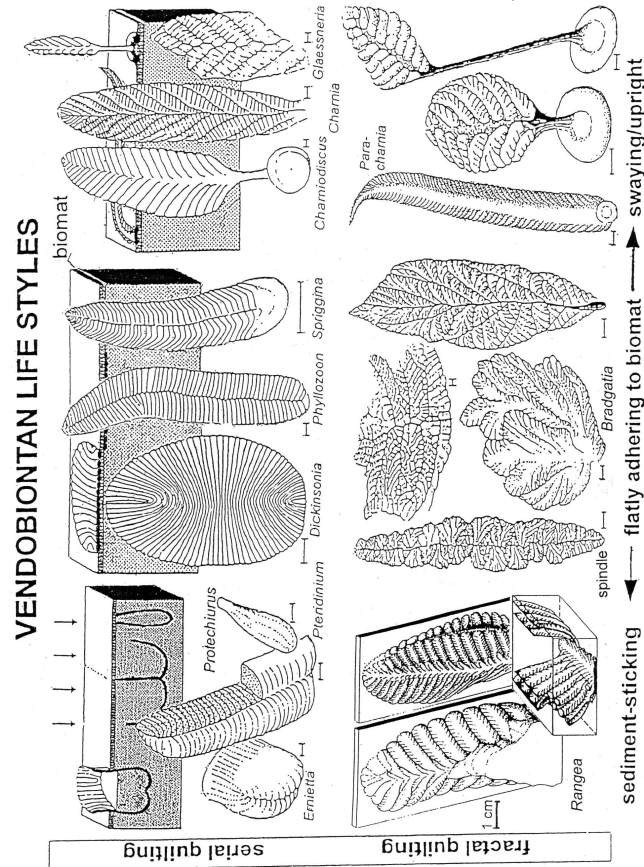 VENDOBIONTAN LIFE STYLES
biomat
serial quilting
Ernietta
Protechiurus
Pteridinium
Dickinsonia
Phyllozoon
Spriggina
Charniodiscus
Charnia
Glaessneria
fractal quilting
1 cm
Rangea
spindle
Bradgatia
Para-
charnia
sediment-sticking
flatly adhering to biomat
swaying/upright